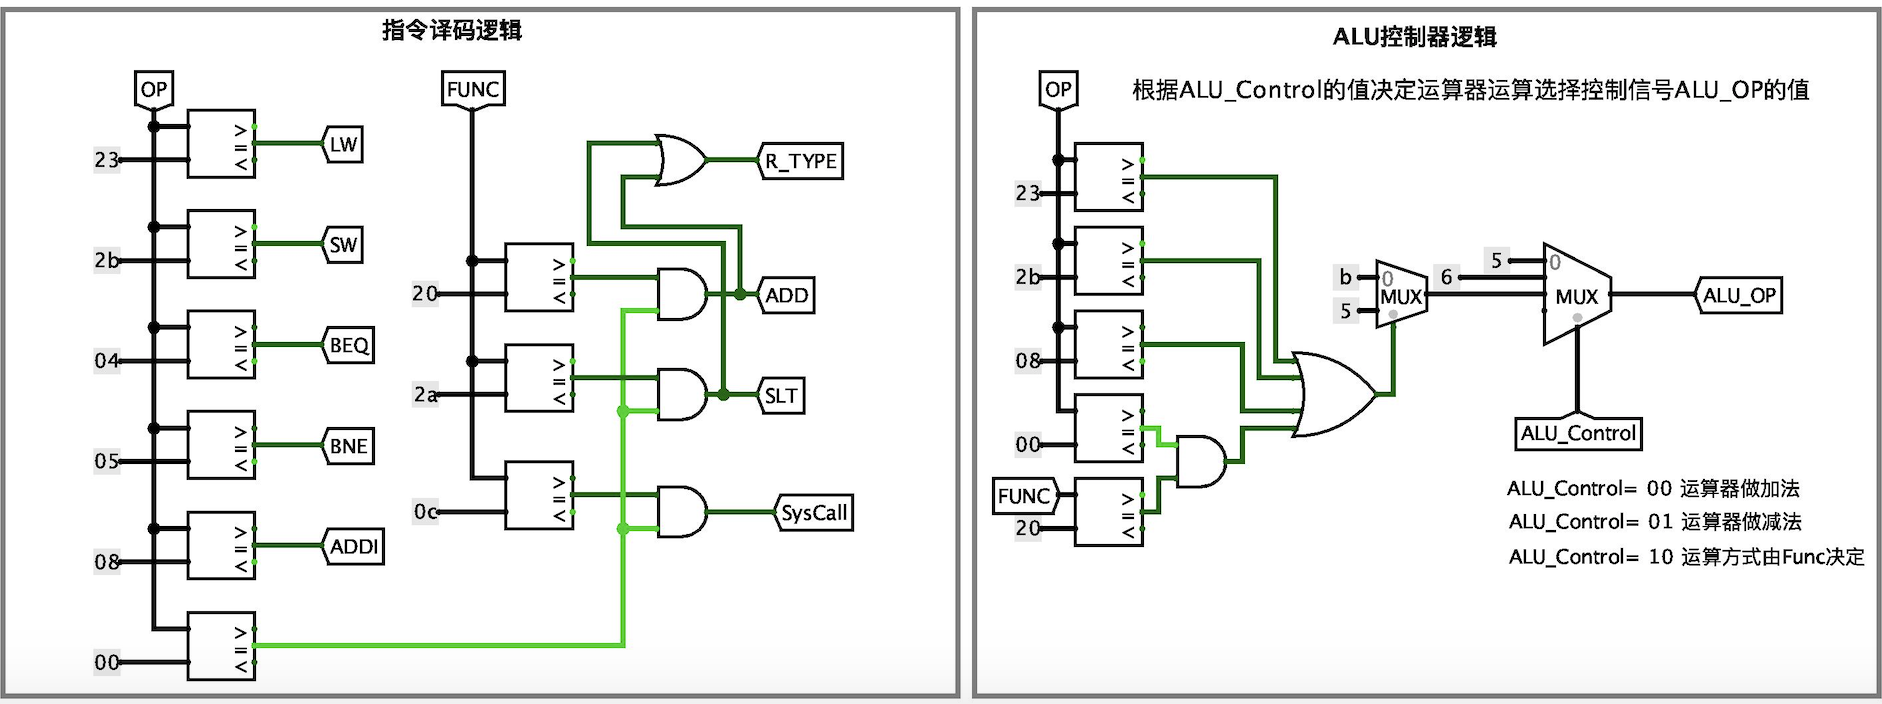 指令译码逻辑
OP
FUNC
23
>
=
<
LW
2b
>
=
<
SW
04
>
=
<
BEQ
05
>
=
<
BNE
08
>
=
<
ADDI
00
>
=
<
20
>
=
<
ADD
2a
>
=
<
SLT
0c
>
=
<
SysCall
R_TYPE
ALU控制器逻辑
根据ALU_Control的值决定运算器运算选择控制信号ALU_OP的值
OP
23
>
=
<
2b
>
=
<
08
>
=
<
00
>
=
<
FUNC
20
>
=
<
b
5
0
MUX
5
6
0
MUX
ALU_OP
ALU_Control
ALU_Control= 00 运算器做加法
ALU_Control= 01 运算器做减法
ALU_Control= 10 运算方式由Func决定